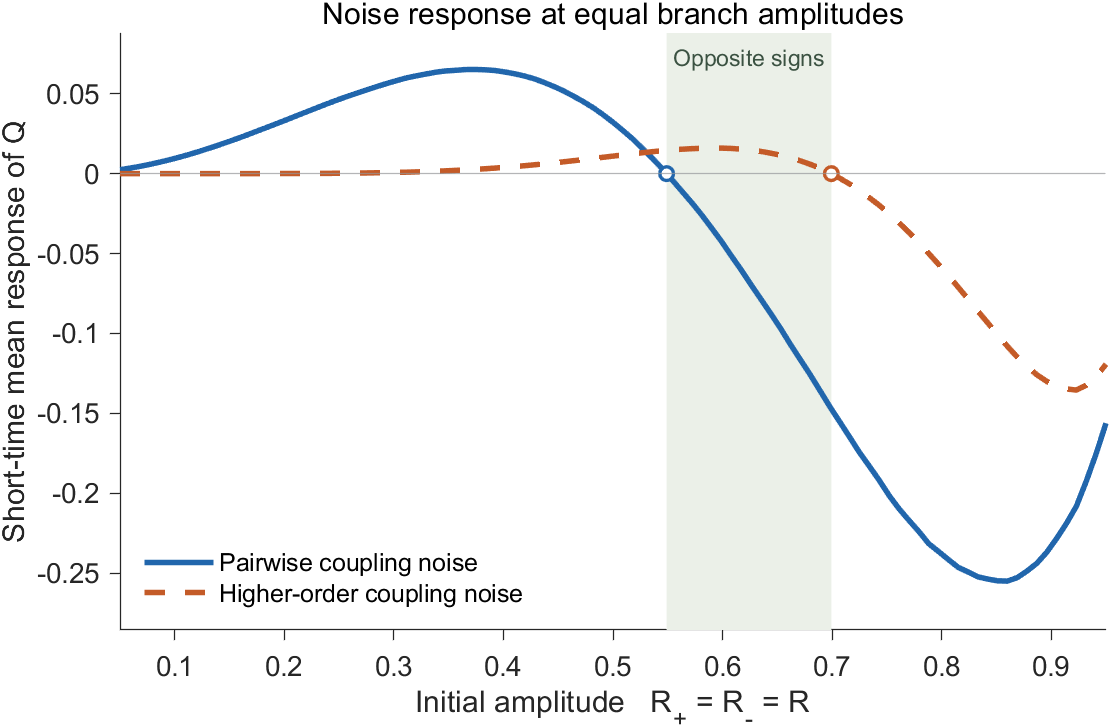 Noise response at equal branch amplitudes
Opposite signs
Short-time mean response of Q
0.05
0
-0.05
-0.1
-0.15
-0.2
-0.25
Pairwise coupling noise
Higher-order coupling noise
0.1 0.2 0.3 0.4 0.5 0.6 0.7 0.8 0.9
Initial amplitude R₊ = R₋ = R